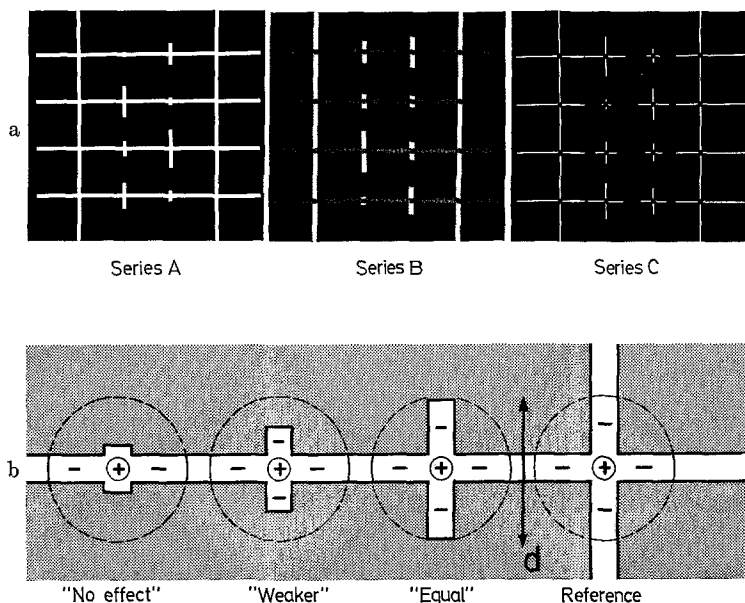 a
Series A Series B Series C
b
+ − − + − − − − + − − − − + − − − −
d
"No effect" "Weaker" "Equal" Reference